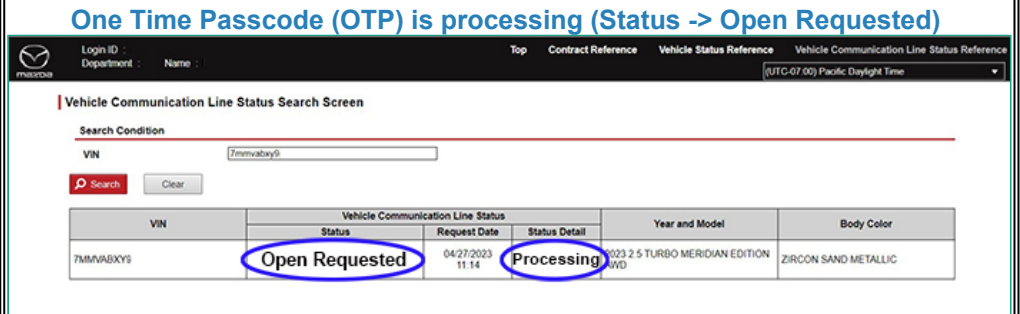 One Time Passcode (OTP) is processing (Status -> Open Requested)
mazda
Login ID :
Department : Name :
Top Contract Reference Vehicle Status Reference Vehicle Communication Line Status Reference
(UTC-07:00) Pacific Daylight Time
Vehicle Communication Line Status Search Screen
Search Condition
VIN 7mmvabxy9
Search Clear
VIN Vehicle Communication Line Status Year and Model Body Color
Status Request Date Status Detail
7MMVABXY9 Open Requested 04/27/2023 Processing 2023 2.5 TURBO MERIDIAN EDITION ZIRCON SAND METALLIC
11:14 AWD